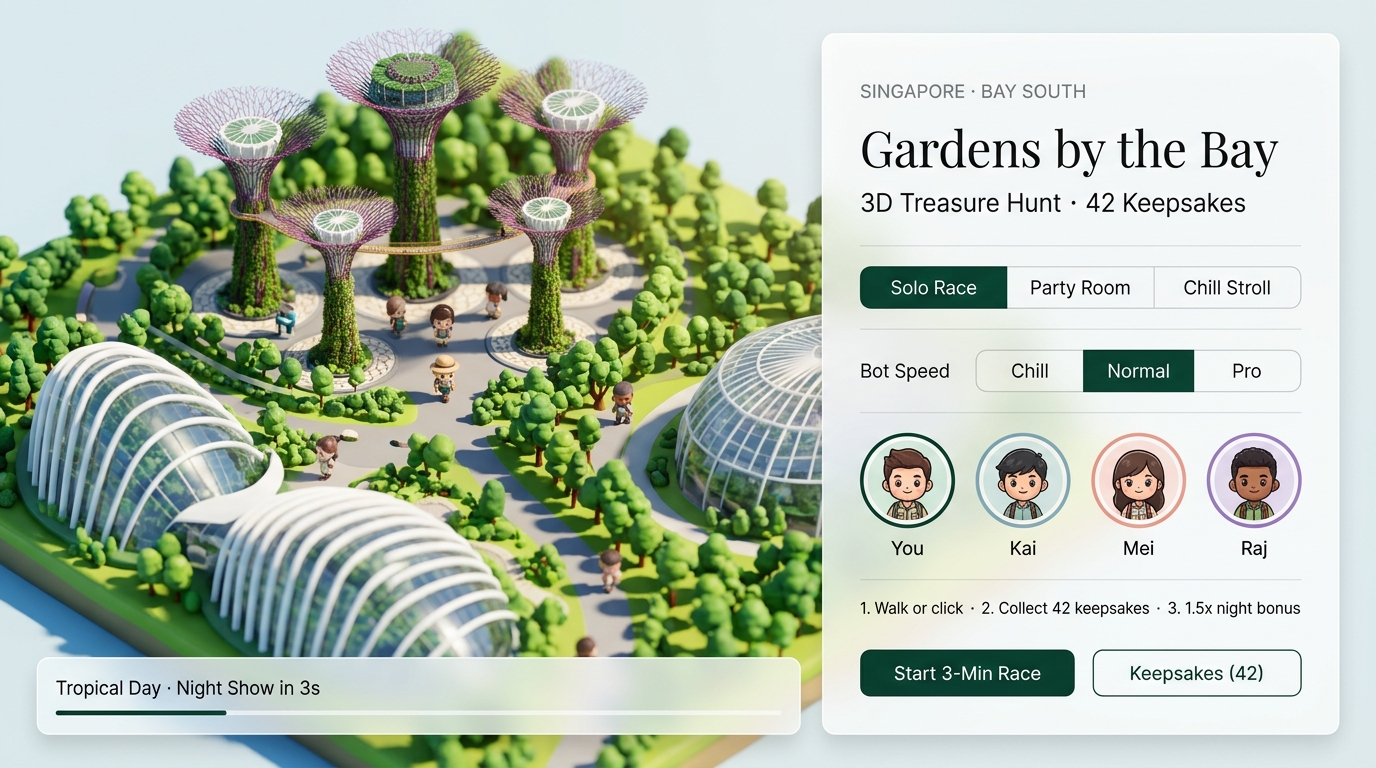 SINGAPORE · BAY SOUTH
Gardens by the Bay
3D Treasure Hunt · 42 Keepsakes
Solo Race
Party Room
Chill Stroll
Bot Speed
Chill
Normal
Pro
You
Kai
Mei
Raj
1. Walk or click · 2. Collect 42 keepsakes · 3. 1.5x night bonus
Start 3-Min Race
Keepsakes (42)
Tropical Day · Night Show in 3s